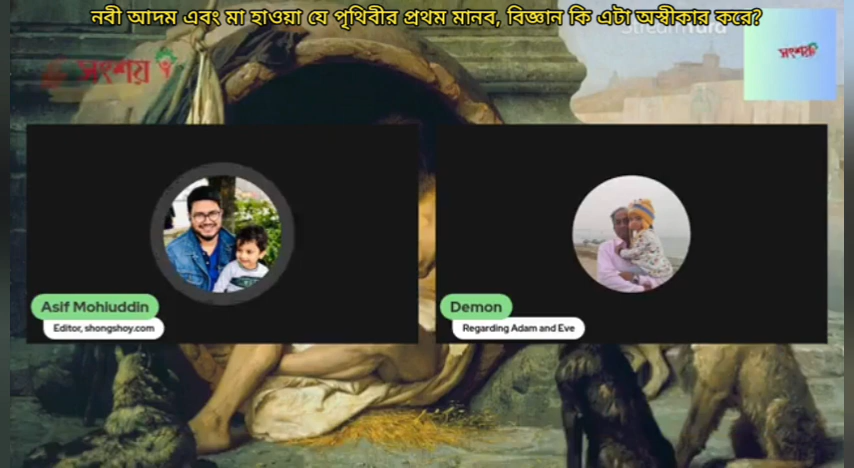 নবী আদম এবং মা হাওয়া যে পৃথিবীর প্রথম মানব, বিজ্ঞান কি এটা অস্বীকার করে?
StreamYard
সংশয়
সংশয়
Asif Mohiuddin
Editor, shongshoy.com
Demon
Regarding Adam and Eve